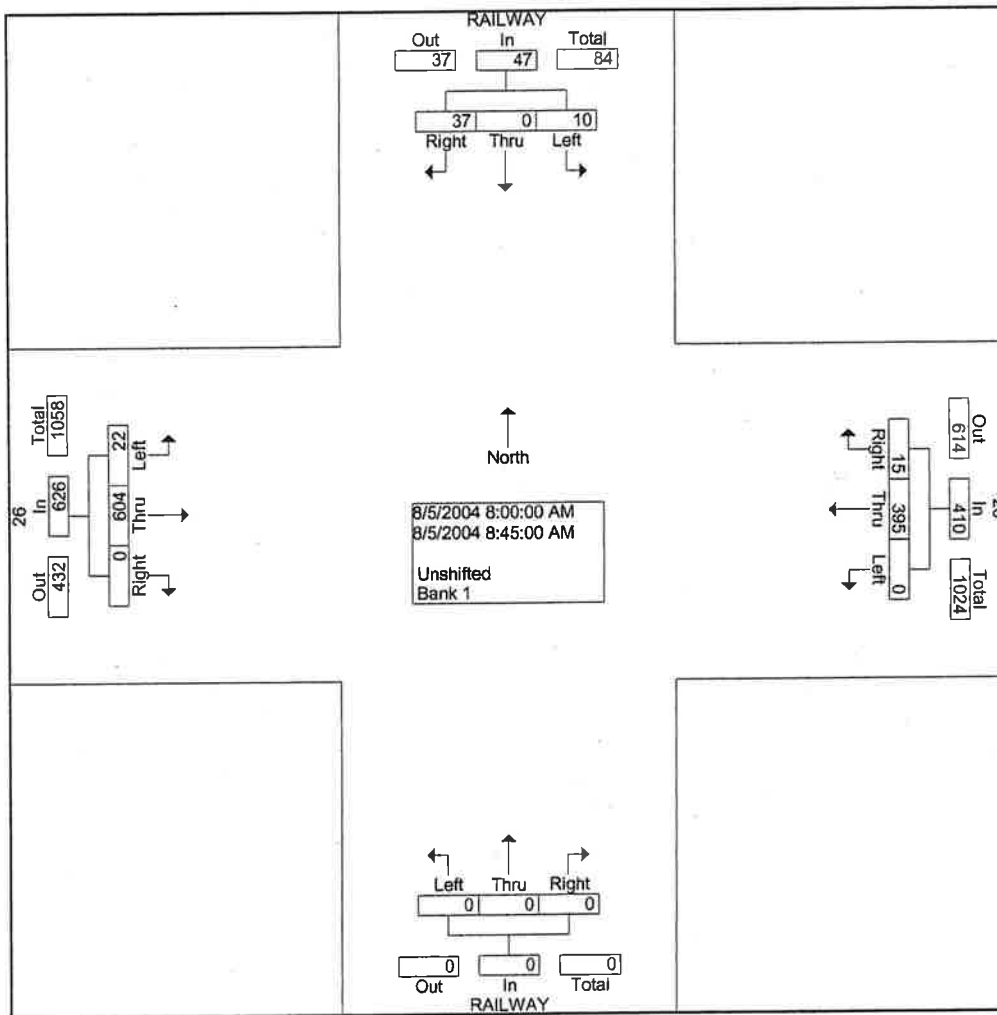 RAILWAY
Out In Total
37 47 84
37 0 10
Right Thru Left
Total
1058
In
626
Out
432
22
604
0
Left
Thru
Right
26
North
8/5/2004 8:00:00 AM
8/5/2004 8:45:00 AM
Unshifted
Bank 1
Right
Thru
Left
15
395
0
Out
614
In
410
Total
1024
Left Thru Right
0 0 0
0 0 0
Out In Total
RAILWAY